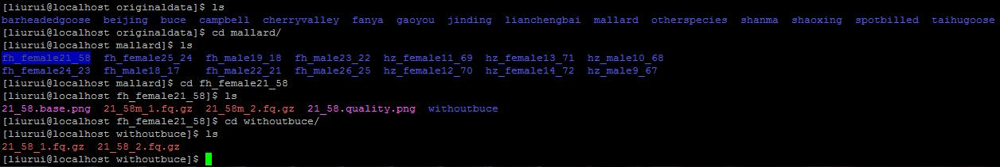 [liurui@localhost originaldata]$ ls
barheadedgoose beijing buce campbell cherryvalley fanya gaoyou jinding lianchengbai mallard otherspecies shanma shaoxing spotbilled taihugoose
[liurui@localhost originaldata]$ cd mallard/
[liurui@localhost mallard]$ ls
fh_female21_58 fh_female25_24 fh_male19_18 fh_male23_22 hz_female11_69 hz_female13_71 hz_male10_68
fh_female24_23 fh_male18_17 fh_male22_21 fh_male26_25 hz_female12_70 hz_female14_72 hz_male9_67
[liurui@localhost mallard]$ cd fh_female21_58
[liurui@localhost fh_female21_58]$ ls
21_58.base.png 21_58m_1.fq.gz 21_58m_2.fq.gz 21_58.quality.png withoutbuce
[liurui@localhost fh_female21_58]$ cd withoutbuce/
[liurui@localhost withoutbuce]$ ls
21_58_1.fq.gz 21_58_2.fq.gz
[liurui@localhost withoutbuce]$